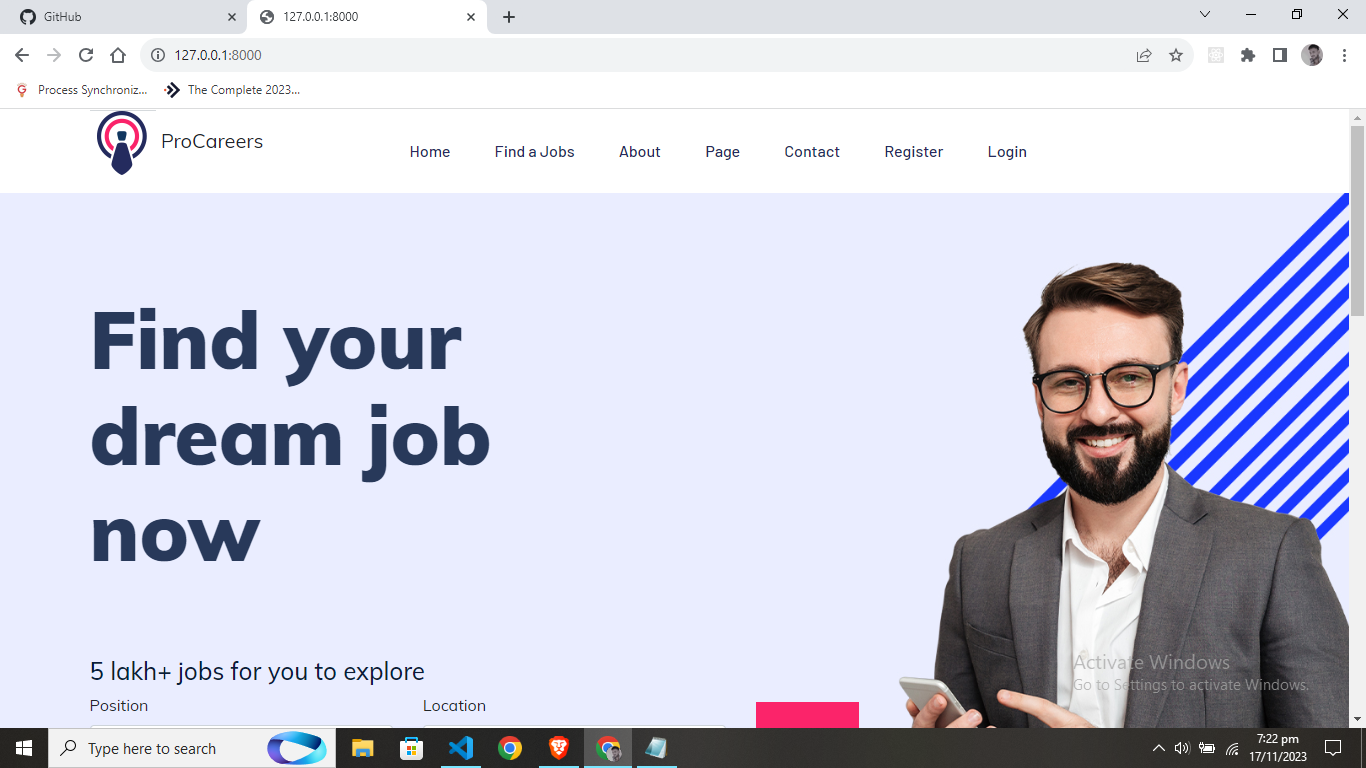 GitHub
127.0.0.1:8000
127.0.0.1:8000
Process Synchroniz...
The Complete 2023...
ProCareers
Home
Find a Jobs
About
Page
Contact
Register
Login
Find your
dream job
now
5 lakh+ jobs for you to explore
Position
Location
Activate Windows
Go to Settings to activate Windows.
Type here to search
7:22 pm
17/11/2023